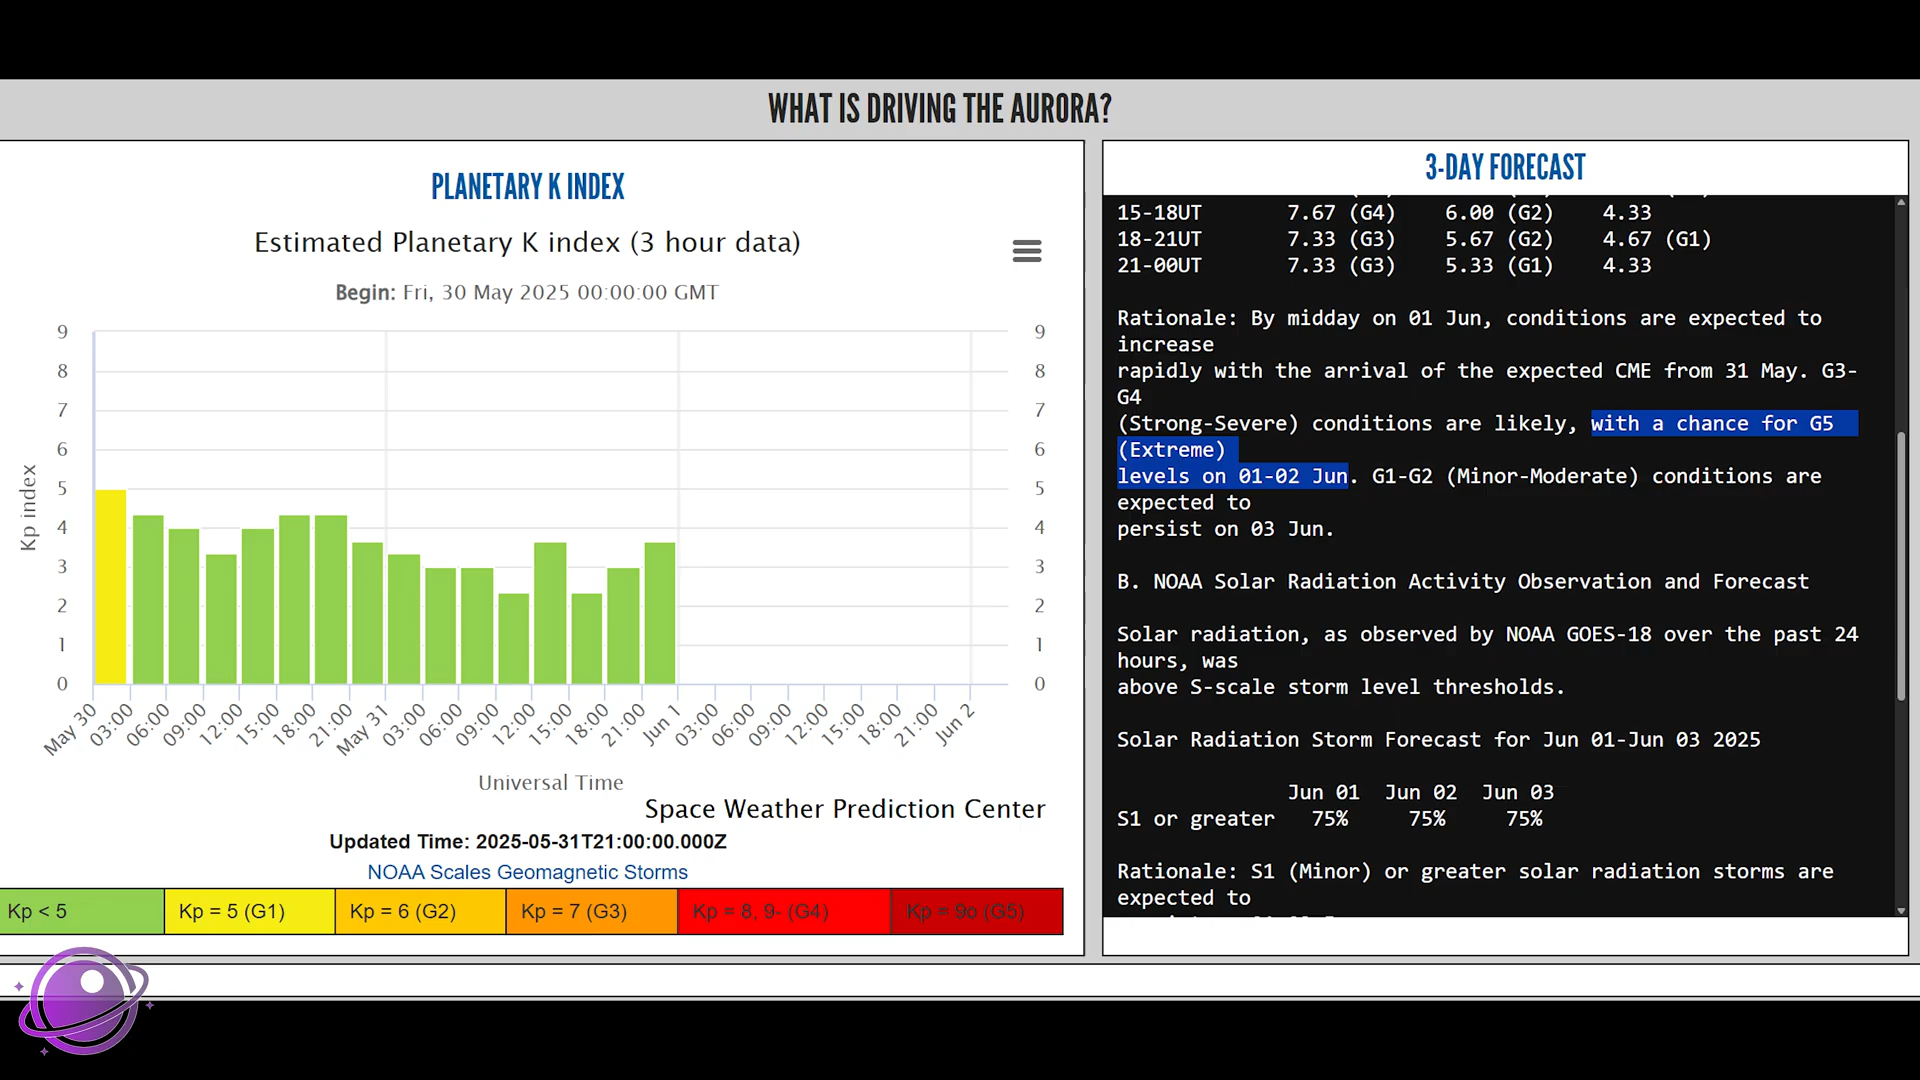 WHAT IS DRIVING THE AURORA?
PLANETARY K INDEX
Estimated Planetary K index (3 hour data)
Begin: Fri, 30 May 2025 00:00:00 GMT
9 9
8 8
7 7
6 6
5 5
4 4
3 3
2 2
1 1
0 0
Kp index
May 30 03:00 06:00 09:00 12:00 15:00 18:00 21:00 May 31 03:00 06:00 09:00 12:00 15:00 18:00 21:00 Jun 1 03:00 06:00 09:00 12:00 15:00 18:00 21:00 Jun 2
Universal Time
Space Weather Prediction Center
Updated Time: 2025-05-31T21:00:00.000Z
NOAA Scales Geomagnetic Storms
Kp < 5 Kp = 5 (G1) Kp = 6 (G2) Kp = 7 (G3) Kp = 8, 9- (G4) Kp = 9o (G5)
3-DAY FORECAST
15-18UT 7.67 (G4) 6.00 (G2) 4.33
18-21UT 7.33 (G3) 5.67 (G2) 4.67 (G1)
21-00UT 7.33 (G3) 5.33 (G1) 4.33
Rationale: By midday on 01 Jun, conditions are expected to
increase
rapidly with the arrival of the expected CME from 31 May. G3-
G4
(Strong-Severe) conditions are likely, with a chance for G5
(Extreme)
levels on 01-02 Jun. G1-G2 (Minor-Moderate) conditions are
expected to
persist on 03 Jun.
B. NOAA Solar Radiation Activity Observation and Forecast
Solar radiation, as observed by NOAA GOES-18 over the past 24
hours, was
above S-scale storm level thresholds.
Solar Radiation Storm Forecast for Jun 01-Jun 03 2025
Jun 01 Jun 02 Jun 03
S1 or greater 75% 75% 75%
Rationale: S1 (Minor) or greater solar radiation storms are
expected to